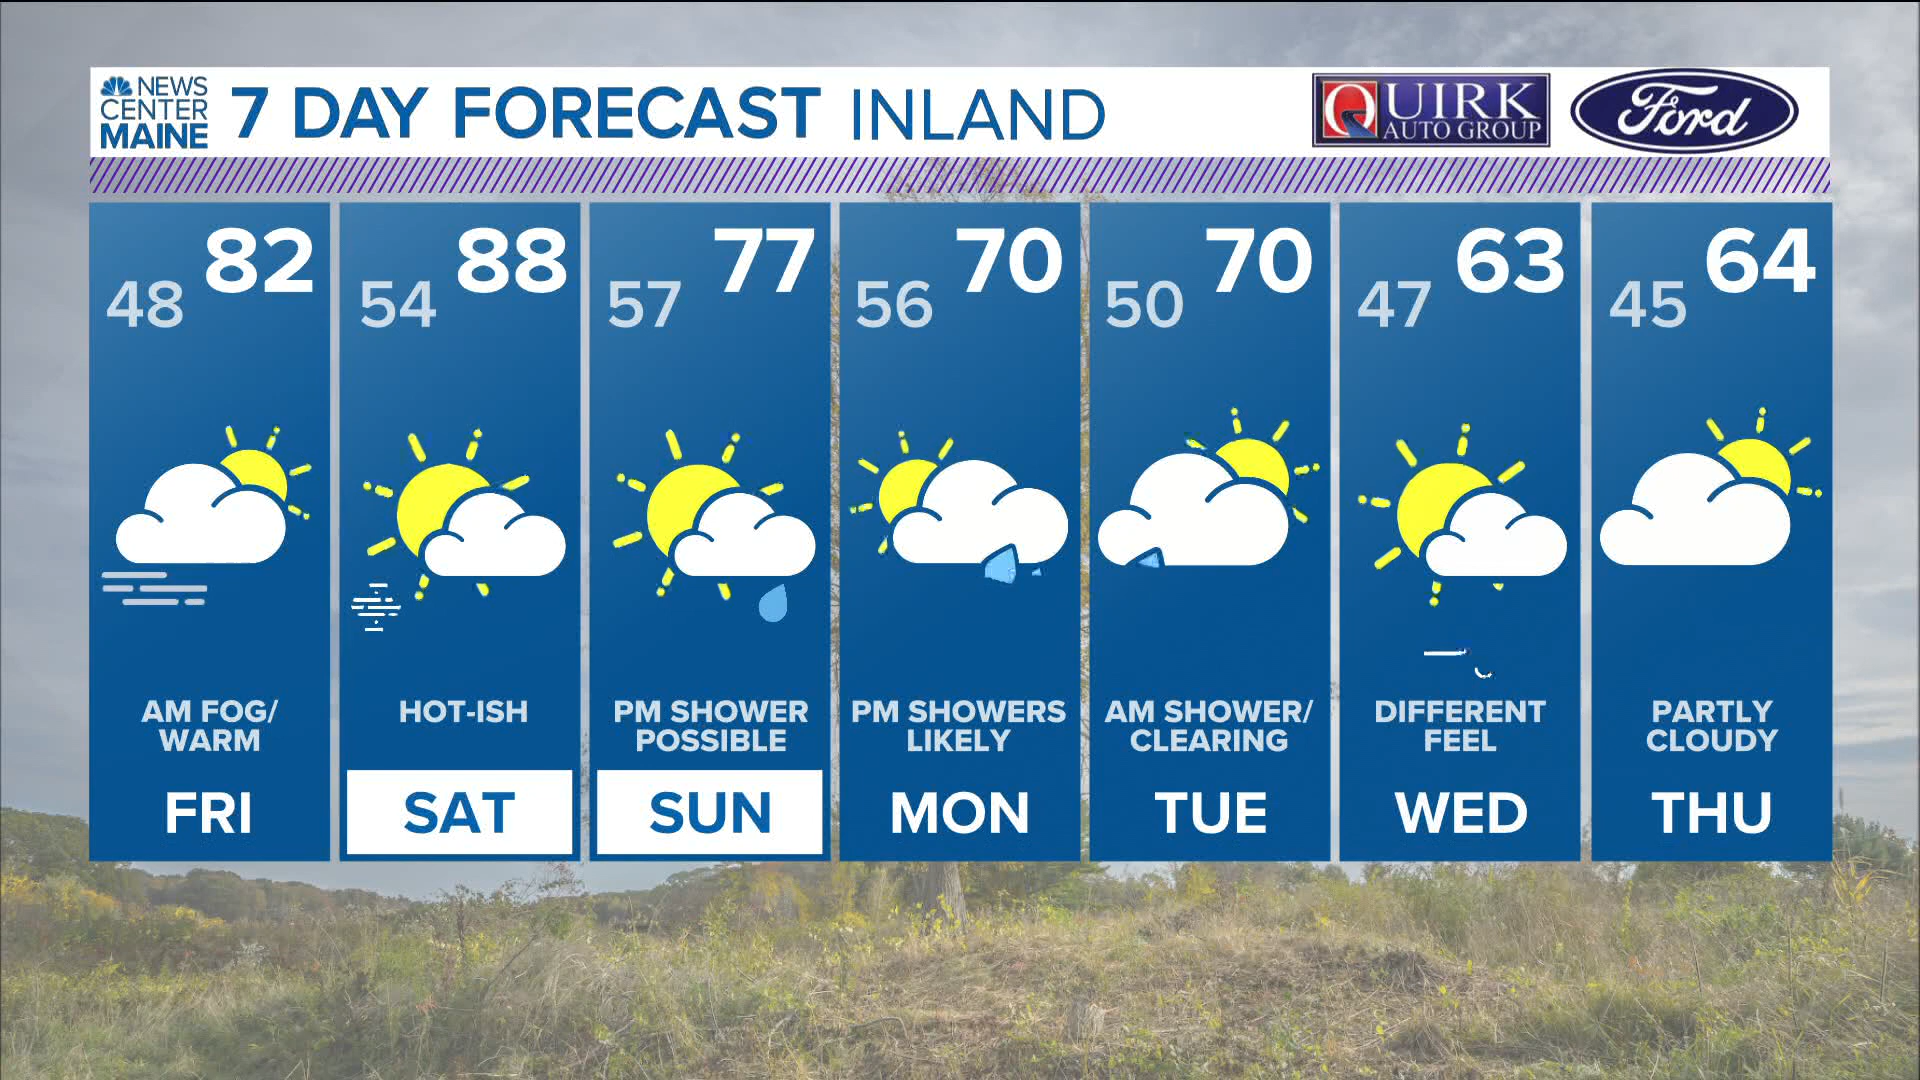 NEWS
CENTER
MAINE
7 DAY FORECAST INLAND
QUIRK
AUTO GROUP
Ford
48 82
AM FOG/
WARM
FRI
54 88
HOT-ISH
SAT
57 77
PM SHOWER
POSSIBLE
SUN
56 70
PM SHOWERS
LIKELY
MON
50 70
AM SHOWER/
CLEARING
TUE
47 63
DIFFERENT
FEEL
WED
45 64
PARTLY
CLOUDY
THU